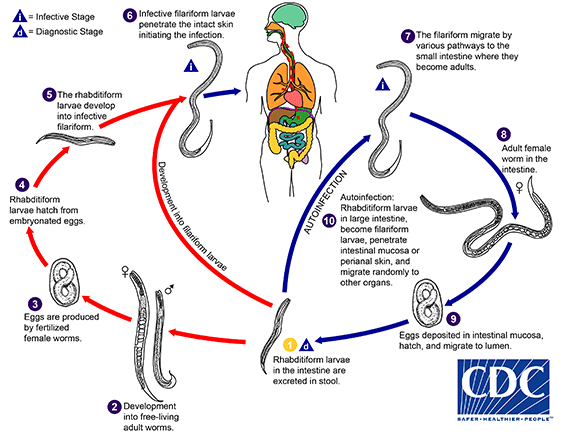 i = Infective Stage
d = Diagnostic Stage
6 Infective filariform larvae
penetrate the intact skin
initiating the infection.
i
7 The filariform migrate by
various pathways to the
small intestine where they
become adults.
i
5 The rhabditiform
larvae develop
into infective
filariform.
8
Adult female
worm in the
intestine.
♀
4
Rhabditiform
larvae hatch from
embryonated eggs.
Development into filariform larvae
AUTOINFECTION
Autoinfection:
10 Rhabditiform larvae
in large intestine,
become filariform
larvae, penetrate
intestinal mucosa or
perianal skin, and
migrate randomly to
other organs.
♀
♂
3
Eggs are produced
by fertilized
female worms.
9
Eggs deposited in intestinal mucosa,
hatch, and migrate to lumen.
1 d
Rhabditiform larvae
in the intestine are
excreted in stool.
2 Development
into free-living
adult worms.
CDC
SAFER•HEALTHIER•PEOPLE™